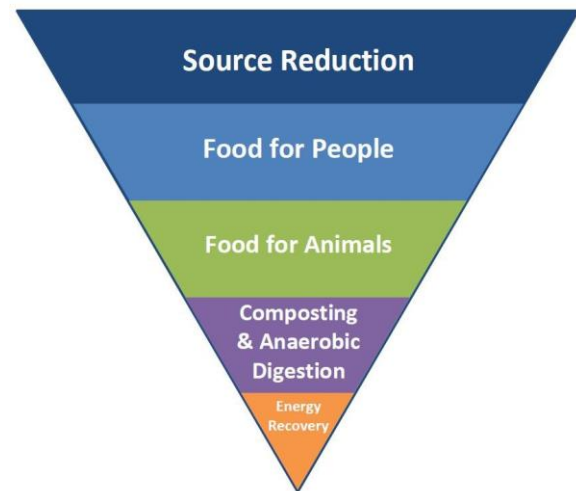 Source Reduction
Food for People
Food for Animals
Composting
& Anaerobic
Digestion
Energy
Recovery